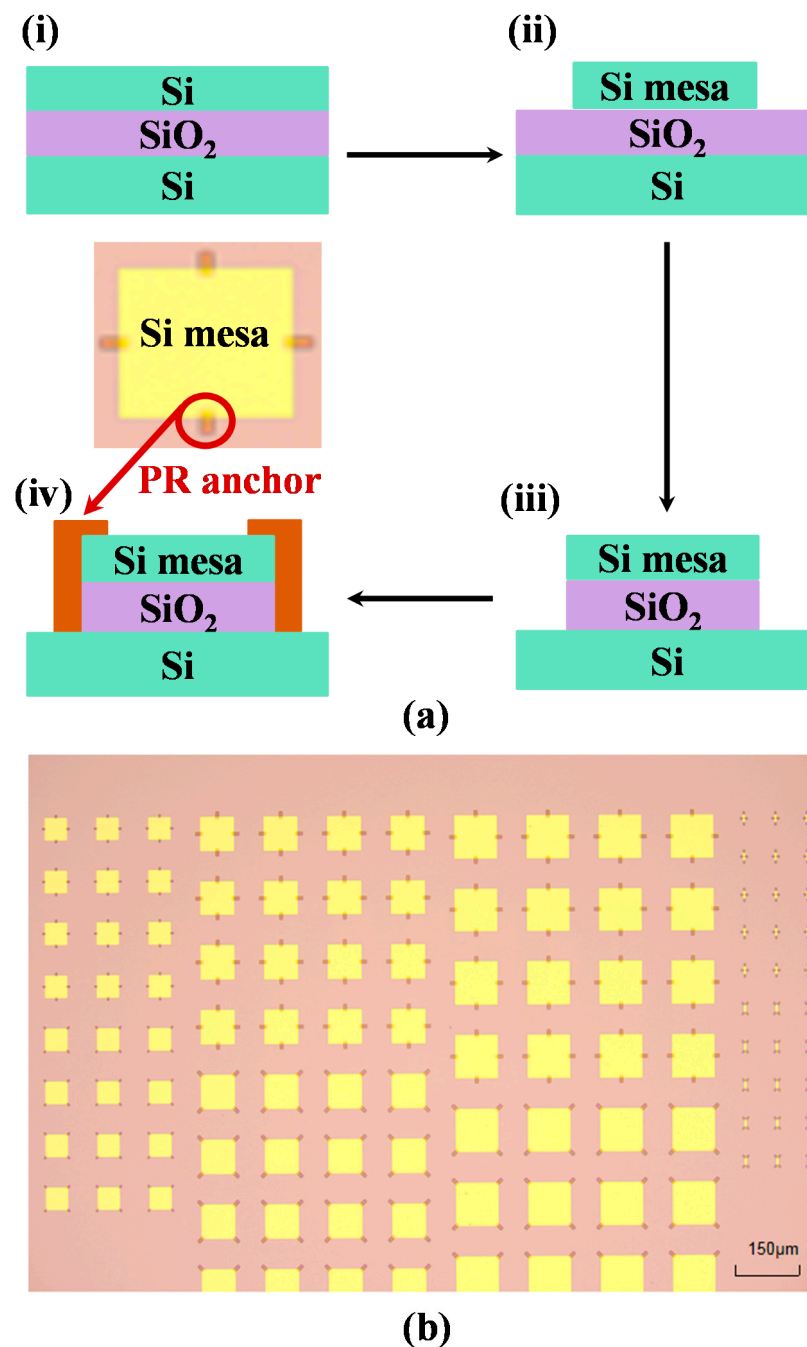 (i)
(ii)
Si
SiO₂
Si
Si mesa
SiO₂
Si
Si mesa
PR anchor
(iv)
(iii)
Si mesa
SiO₂
Si
Si mesa
SiO₂
Si
(a)
150μm
(b)